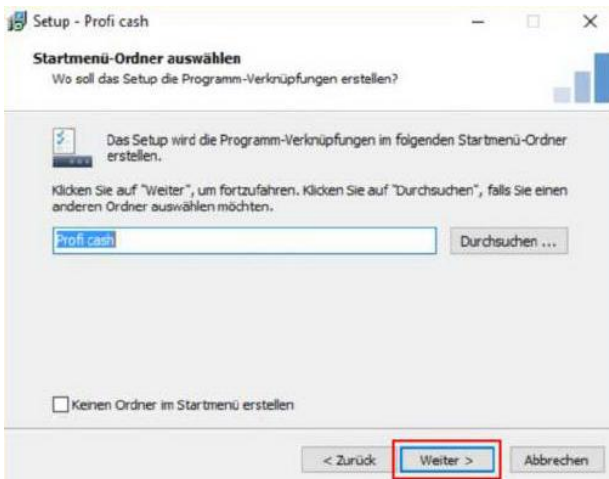 Setup - Profi cash
Startmenü-Ordner auswählen
Wo soll das Setup die Programm-Verknüpfungen erstellen?
Das Setup wird die Programm-Verknüpfungen im folgenden Startmenü-Ordner
erstellen.
Klicken Sie auf "Weiter", um fortzufahren. Klicken Sie auf "Durchsuchen", falls Sie einen
anderen Ordner auswählen möchten.
Profi cash
Durchsuchen ...
Keinen Ordner im Startmenü erstellen
< Zurück
Weiter >
Abbrechen